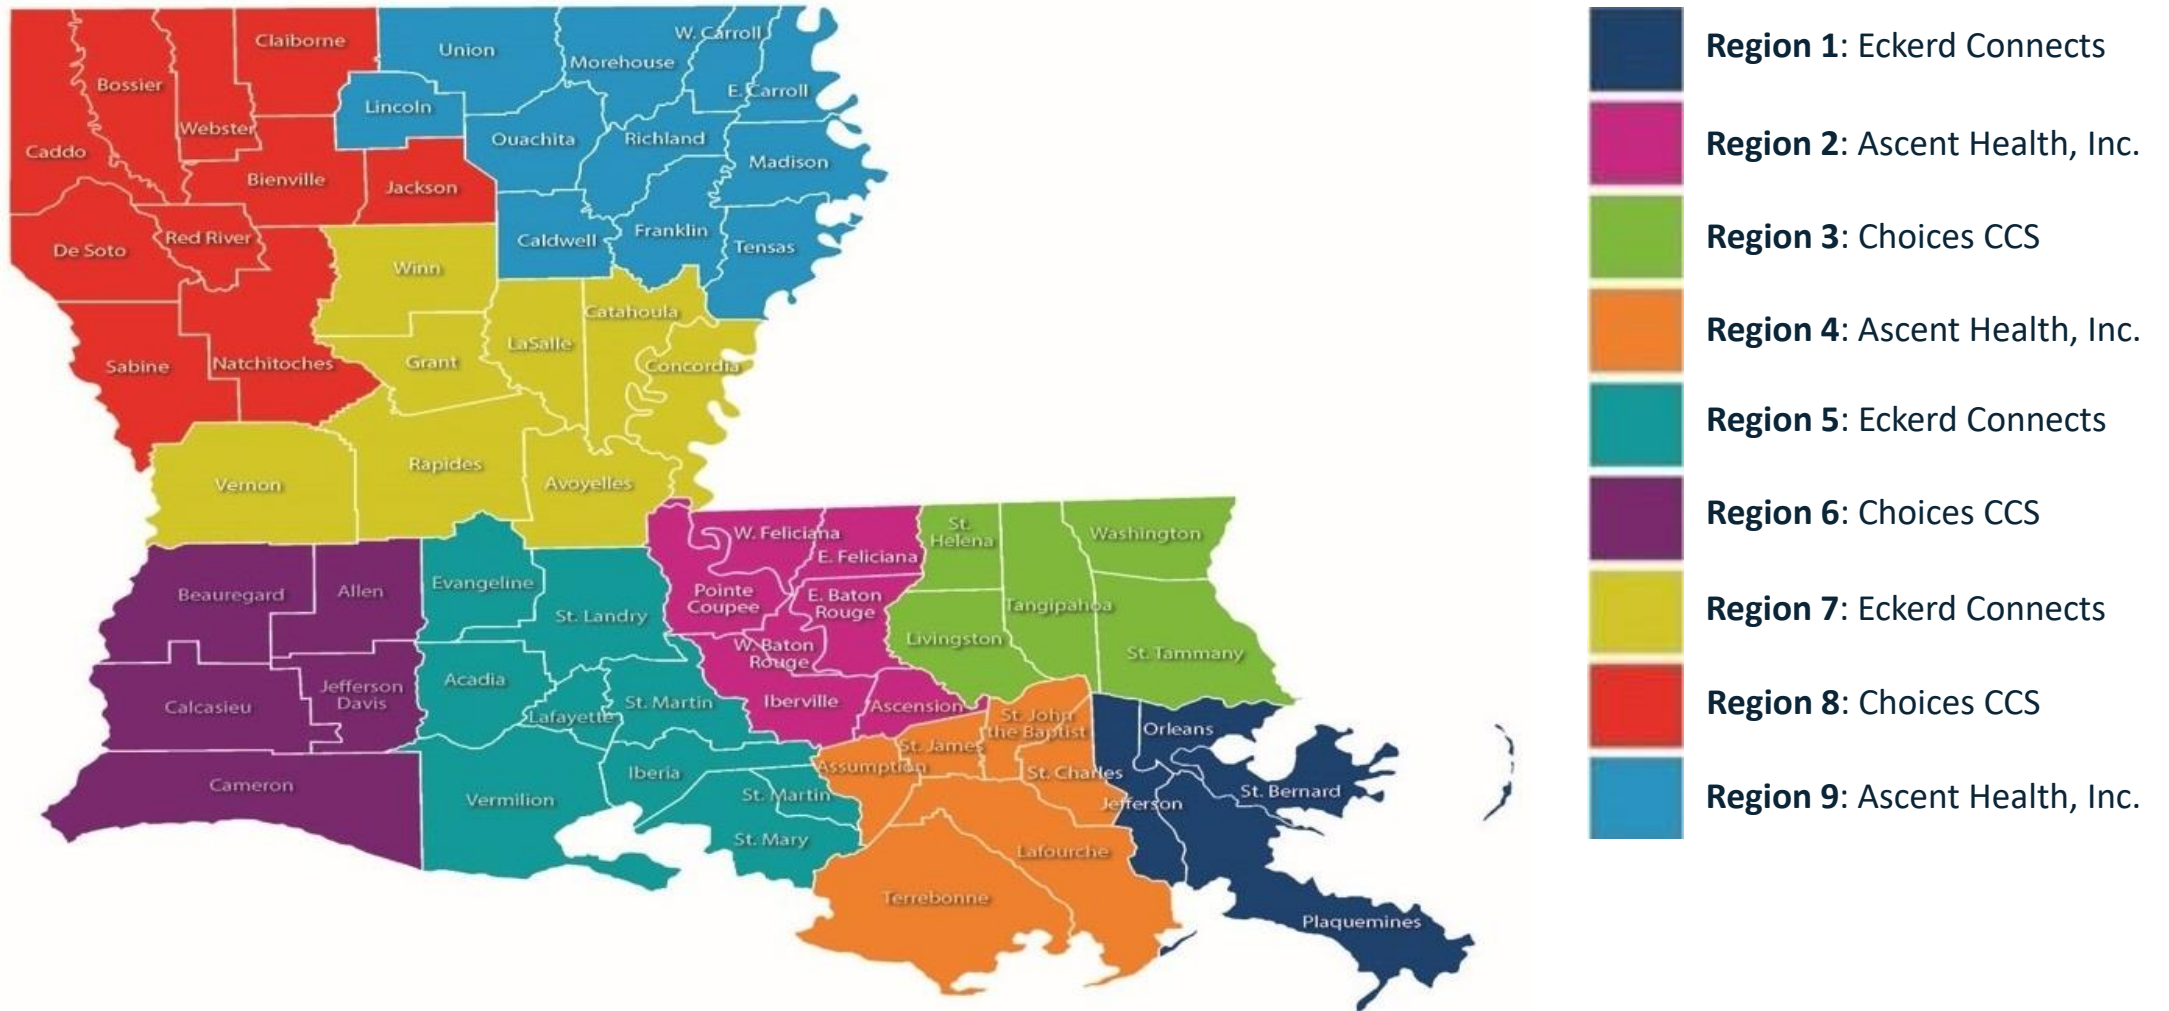 Claiborne
Union
W. Carroll
Morehouse
Bossier
E. Carroll
Lincoln
Webster
Ouachita
Richland
Caddo
Madison
Bienville
Jackson
Red River
Franklin
De Soto
Caldwell
Tensas
Winn
Catahoula
LaSalle
Sabine
Natchitoches
Grant
Concordia
Rapides
Vernon
Avoyelles
W. Feliciana
St.
Helena
Washington
E. Feliciana
Beauregard
Allen
Evangeline
Pointe
Coupee
E. Baton
Rouge
St. Landry
Tangipahoa
Livingston
W. Baton
Rouge
St. Tammany
Calcasieu
Jefferson
Davis
Acadia
Lafayette
St. Martin
Iberville
Ascension
St. John
the Baptist
Orleans
St. James
Assumption
St. Charles
Cameron
Vermilion
Iberia
St. Martin
Jefferson
St. Bernard
St. Mary
Lafourche
Terrebonne
Plaquemines
Region 1: Eckerd Connects
Region 2: Ascent Health, Inc.
Region 3: Choices CCS
Region 4: Ascent Health, Inc.
Region 5: Eckerd Connects
Region 6: Choices CCS
Region 7: Eckerd Connects
Region 8: Choices CCS
Region 9: Ascent Health, Inc.